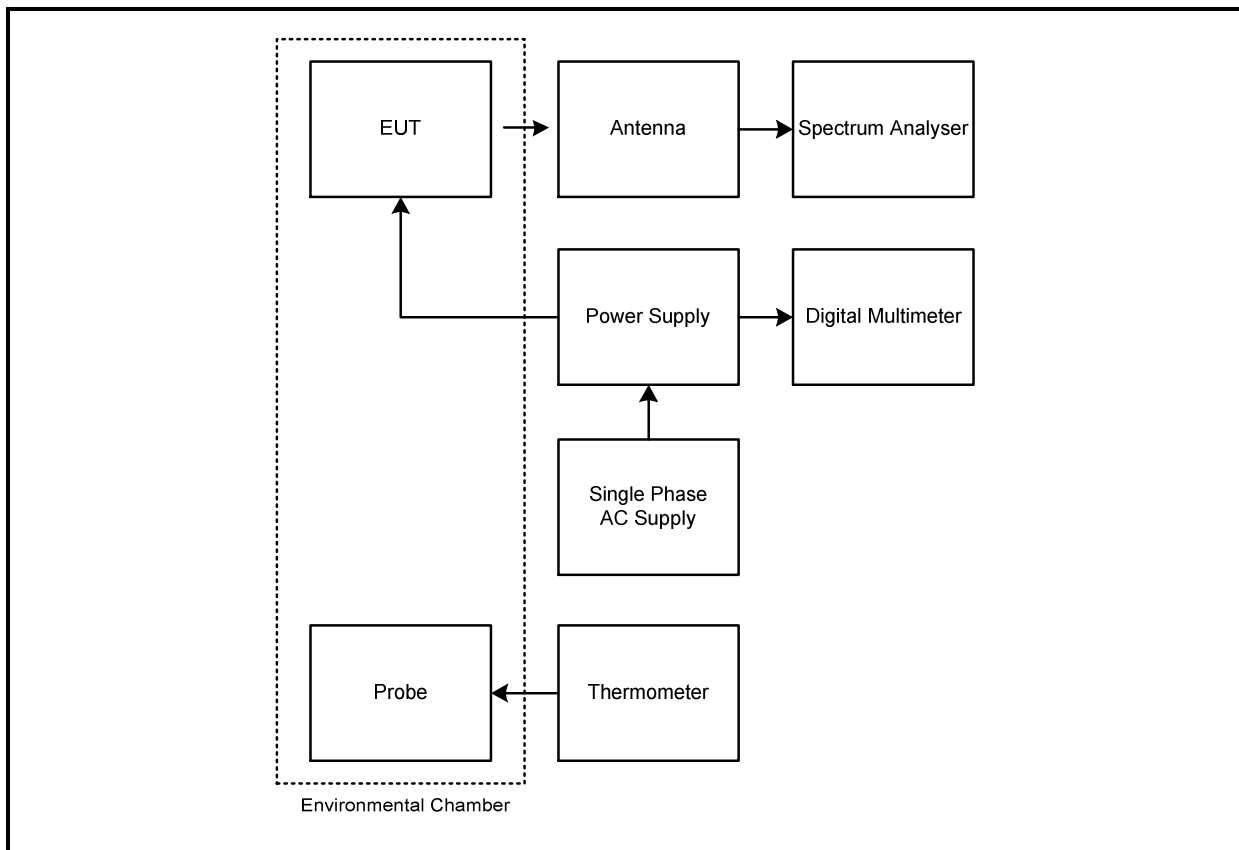 EUT
Antenna
Spectrum Analyser
Power Supply
Digital Multimeter
Single Phase
AC Supply
Probe
Thermometer
Environmental Chamber